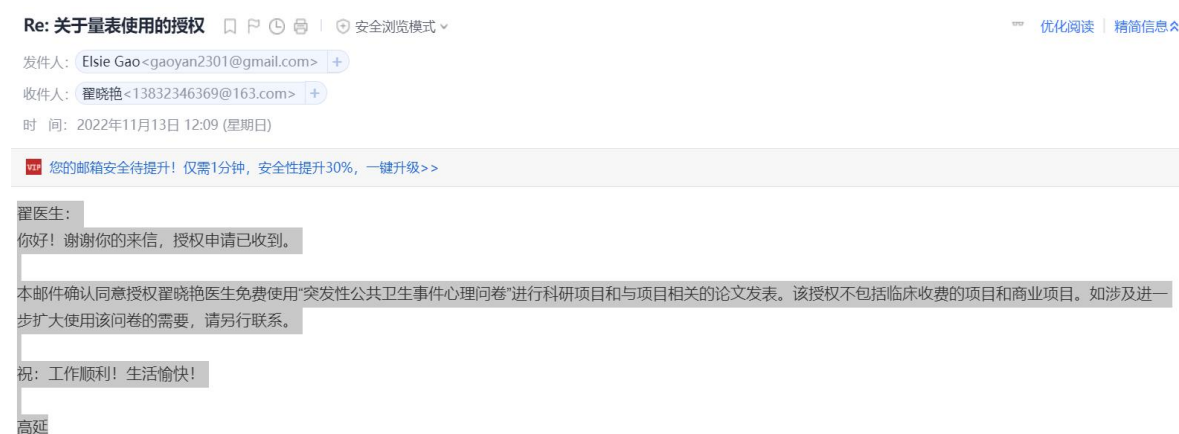 Re: 关于量表使用的授权 安全浏览模式
优化阅读 精简信息
发件人: Elsie Gao<gaoyan2301@gmail.com> +
收件人: 翟晓艳<13832346369@163.com> +
时 间: 2022年11月13日 12:09 (星期日)
VIP 您的邮箱安全待提升!仅需1分钟,安全性提升30%,一键升级>>
翟医生:
你好!谢谢你的来信,授权申请已收到。
本邮件确认同意授权翟晓艳医生免费使用“突发性公共卫生事件心理问卷”进行科研项目和与项目相关的论文发表。该授权不包括临床收费的项目和商业项目。如涉及进一
步扩大使用该问卷的需要,请另行联系。
祝:工作顺利!生活愉快!
高延